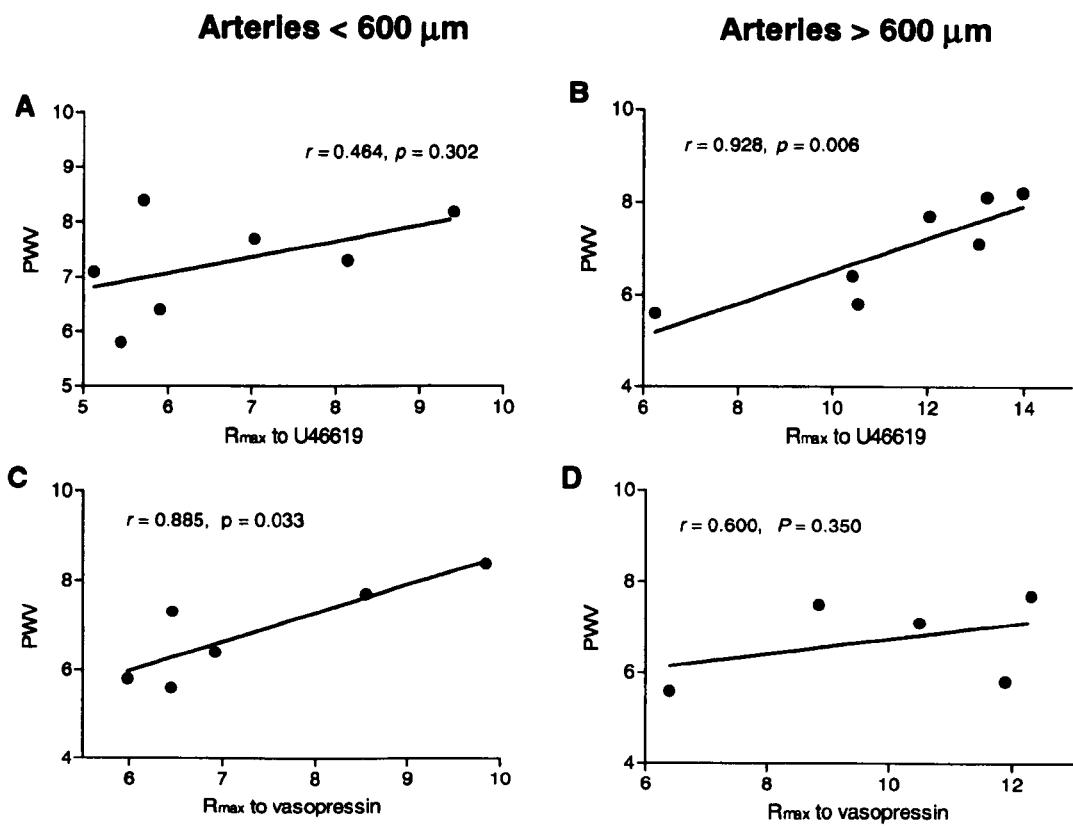 Arteries < 600 μm
Arteries > 600 μm
A
10
9
8
7
6
5
PWV
r = 0.464, p = 0.302
5
6
7
8
9
10
Rmax to U46619
B
10
8
6
4
PWV
r = 0.928, p = 0.006
6
8
10
12
14
Rmax to U46619
C
10
8
6
4
PWV
r = 0.885, p = 0.033
6
7
8
9
10
Rmax to vasopressin
D
10
8
6
4
PWV
r = 0.600, P = 0.350
6
8
10
12
Rmax to vasopressin